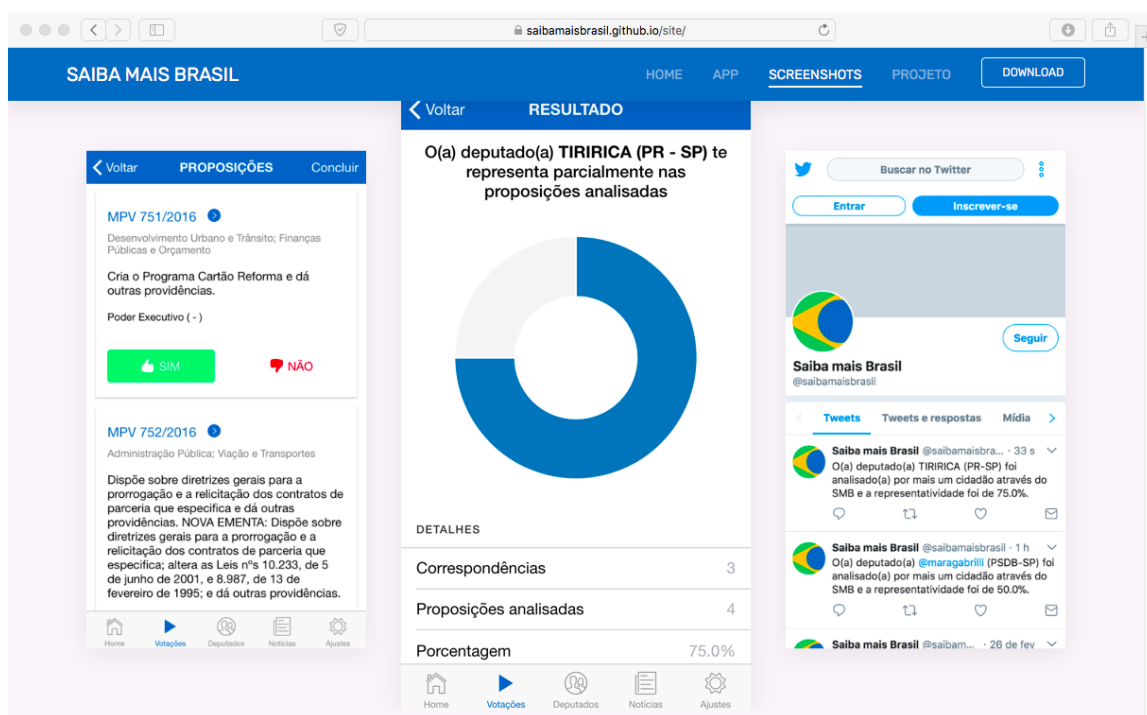 saibamaisbrasil.github.io/site/
SAIBA MAIS BRASIL
HOME
APP
SCREENSHOTS
PROJETO
DOWNLOAD
Voltar
PROPOSIÇÕES
Concluir
MPV 751/2016
Desenvolvimento Urbano e Trânsito; Finanças
Públicas e Orçamento
Cria o Programa Cartão Reforma e dá
outras providências.
Poder Executivo ( - )
SIM
NÃO
MPV 752/2016
Administração Pública; Viação e Transportes
Dispõe sobre diretrizes gerais para a
prorrogação e a relicitação dos contratos de
parceria que especifica e dá outras
providências. NOVA EMENTA: Dispõe sobre
diretrizes gerais para a prorrogação e a
relicitação dos contratos de parceria que
especifica; altera as Leis nºs 10.233, de 5
de junho de 2001, e 8.987, de 13 de
fevereiro de 1995; e dá outras providências.
Home
Votações
Deputados
Notícias
Ajustes
Voltar
RESULTADO
O(a) deputado(a) TIRIRICA (PR - SP) te
representa parcialmente nas
proposições analisadas
DETALHES
Correspondências 3
Proposições analisadas 4
Porcentagem 75.0%
Home
Votações
Deputados
Notícias
Ajustes
Buscar no Twitter
Entrar
Inscrever-se
Seguir
Saiba mais Brasil
@saibamaisbrasil
Tweets
Tweets e respostas
Mídia
Saiba mais Brasil @saibamaisbra... · 33 s
O(a) deputado(a) TIRIRICA (PR-SP) foi
analisado(a) por mais um cidadão através do
SMB e a representatividade foi de 75.0%.
Saiba mais Brasil @saibamaisbrasil · 1 h
O(a) deputado(a) @maragabrilli (PSDB-SP) foi
analisado(a) por mais um cidadão através do
SMB e a representatividade foi de 50.0%.
Saiba mais Brasil @saibam... · 26 de fev